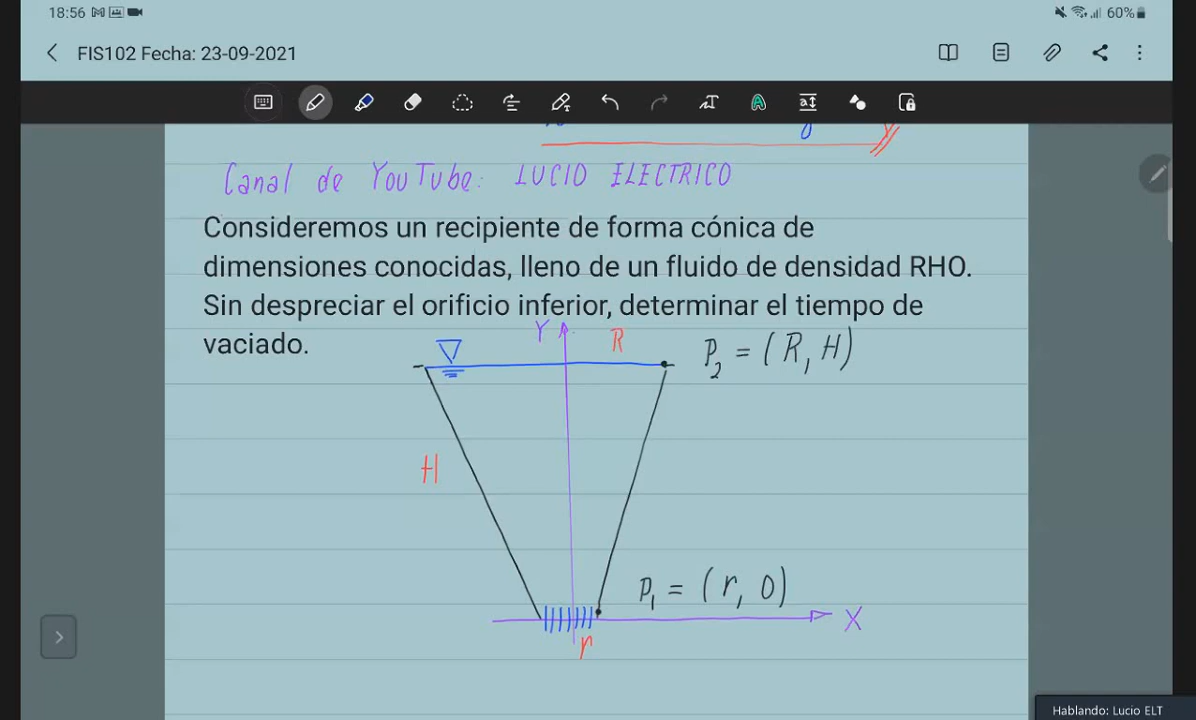 18:56 60%
FIS102 Fecha: 23-09-2021
Canal de YouTube: LUCIO ELECTRICO
Consideremos un recipiente de forma cónica de
dimensiones conocidas, lleno de un fluido de densidad RHO.
Sin despreciar el orificio inferior, determinar el tiempo de
vaciado.
Y R P₂ = (R, H)
H
P₁ = (r, 0)
X
r
Hablando: Lucio ELT